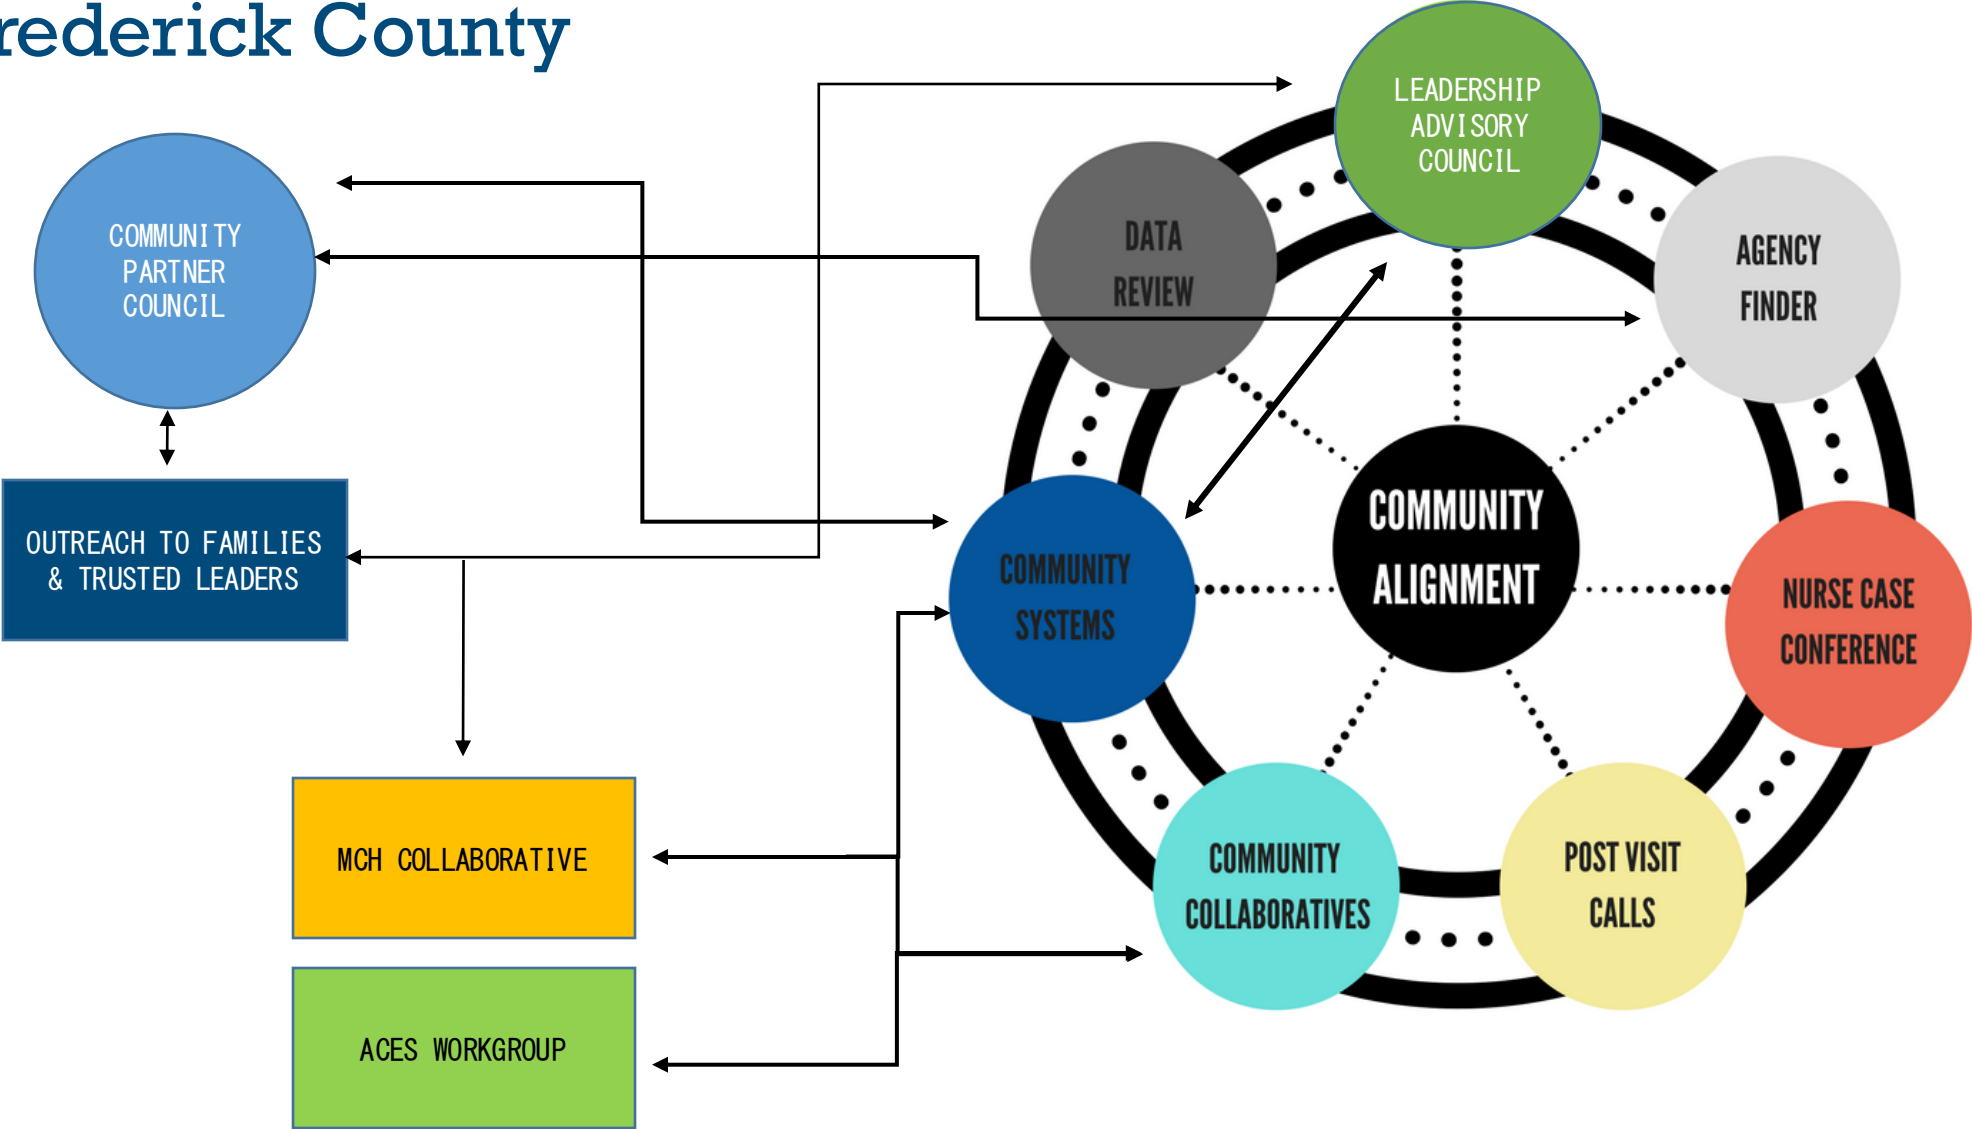 rederick County
COMMUNITY
PARTNER
COUNCIL
OUTREACH TO FAMILIES
& TRUSTED LEADERS
MCH COLLABORATIVE
ACES WORKGROUP
LEADERSHIP
ADVISORY
COUNCIL
DATA
REVIEW
AGENCY
FINDER
COMMUNITY
ALIGNMENT
COMMUNITY
SYSTEMS
NURSE CASE
CONFERENCE
COMMUNITY
COLLABORATIVES
POST VISIT
CALLS